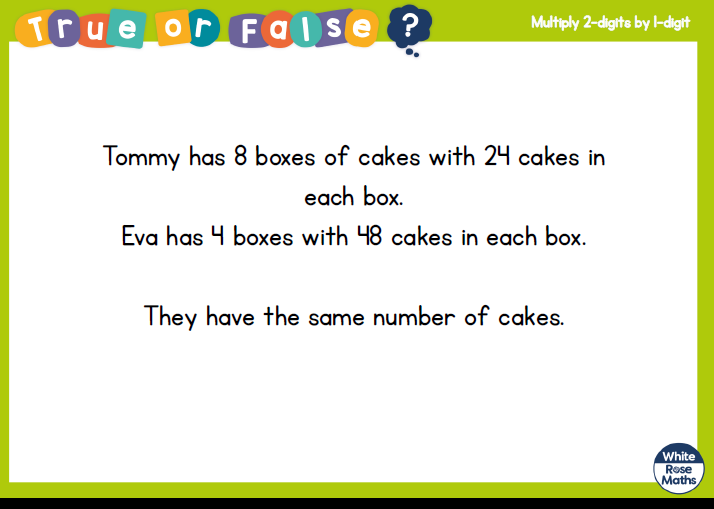 True or False ?
Multiply 2-digits by 1-digit
Tommy has 8 boxes of cakes with 24 cakes in
each box.
Eva has 4 boxes with 48 cakes in each box.
They have the same number of cakes.
White
Rose
Maths